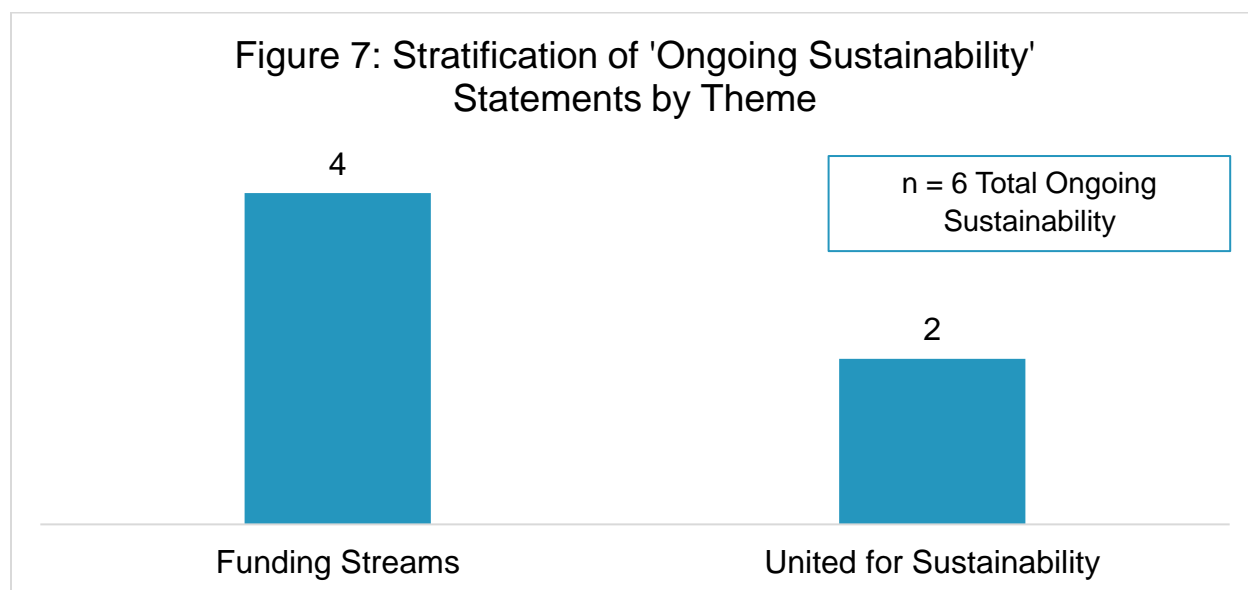 Figure 7: Stratification of 'Ongoing Sustainability'
Statements by Theme
4
n = 6 Total Ongoing
Sustainability
2
Funding Streams
United for Sustainability